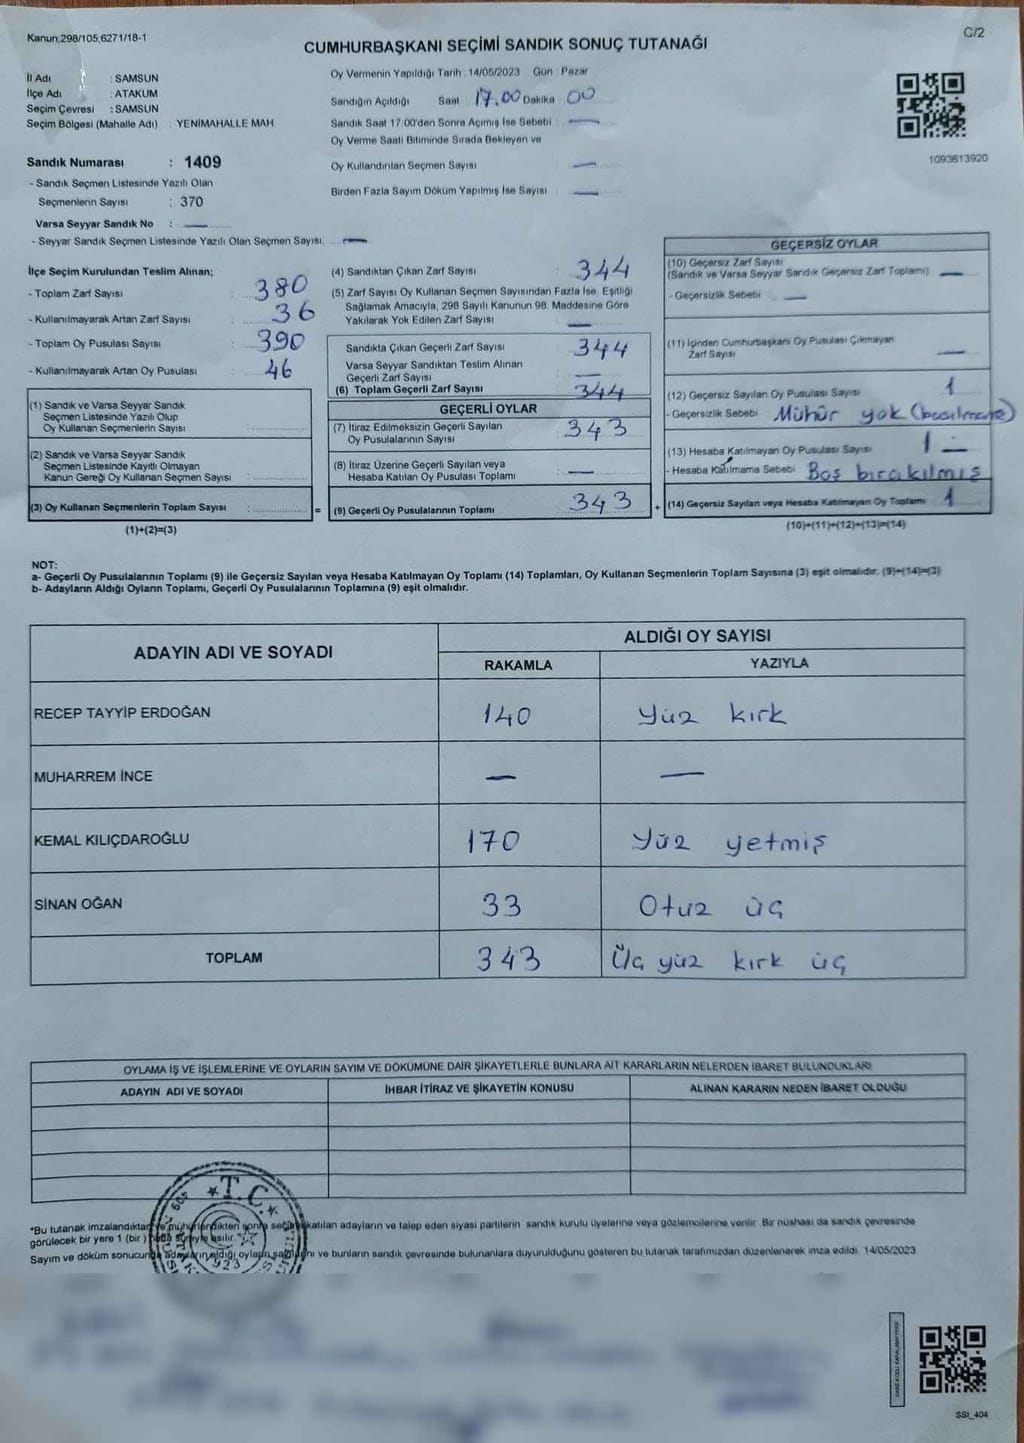 Kanun;298/105;6271/18-1
C/2
CUMHURBAŞKANI SEÇİMİ SANDIK SONUÇ TUTANAĞI
İl Adı : SAMSUN
İlçe Adı : ATAKUM
Seçim Çevresi : SAMSUN
Seçim Bölgesi (Mahalle Adı) : YENİMAHALLE MAH.
Sandık Numarası : 1409
- Sandık Seçmen Listesinde Yazılı Olan
Seçmenlerin Sayısı : 370
Varsa Seyyar Sandık No : —
- Seyyar Sandık Seçmen Listesinde Yazılı Olan Seçmen Sayısı: —
Oy Vermenin Yapıldığı Tarih : 14/05/2023 Gün : Pazar
Sandığın Açıldığı Saat : 17.00 Dakika : 00
Sandık Saat 17:00'den Sonra Açımış İse Sebebi : —
Oy Verme Saati Bitiminde Sırada Bekleyen ve
Oy Kullandırılan Seçmen Sayısı —
Birden Fazla Sayım Döküm Yapılmış İse Sayısı —
1093613920
İlçe Seçim Kurulundan Teslim Alınan;
- Toplam Zarf Sayısı : 380
- Kullanılmayarak Artan Zarf Sayısı : 36
- Toplam Oy Pusulası Sayısı : 390
- Kullanılmayarak Artan Oy Pusulası : 46
(1) Sandık ve Varsa Seyyar Sandık
Seçmen Listesinde Yazılı Olup
Oy Kullanan Seçmenlerin Sayısı :
(2) Sandık ve Varsa Seyyar Sandık
Seçmen Listesinde Kayıtlı Olmayan
Kanun Gereği Oy Kullanan Seçmen Sayısı :
(3) Oy Kullanan Seçmenlerin Toplam Sayısı : =
(1)+(2)=(3)
(4) Sandıktan Çıkan Zarf Sayısı : 344
(5) Zarf Sayısı Oy Kullanan Seçmen Sayısından Fazla İse, Eşitliği
Sağlamak Amacıyla, 298 Sayılı Kanunun 98. Maddesine Göre
Yakılarak Yok Edilen Zarf Sayısı —
Sandıkta Çıkan Geçerli Zarf Sayısı : 344
Varsa Seyyar Sandıktan Teslim Alınan
Geçerli Zarf Sayısı : —
(6) Toplam Geçerli Zarf Sayısı : 344
GEÇERLİ OYLAR
(7) İtiraz Edilmeksizin Geçerli Sayılan
Oy Pusulalarının Sayısı : 343
(8) İtiraz Üzerine Geçerli Sayılan veya
Hesaba Katılan Oy Pusulası Toplamı : —
(9) Geçerli Oy Pusulalarının Toplamı : 343 +
GEÇERSİZ OYLAR
(10) Geçersiz Zarf Sayısı
(Sandık ve Varsa Seyyar Sandık Geçersiz Zarf Toplamı) —
- Geçersizlik Sebebi : —
(11) İçinden Cumhurbaşkanı Oy Pusulası Çıkmayan
Zarf Sayısı —
(12) Geçersiz Sayılan Oy Pusulası Sayısı 1
- Geçersizlik Sebebi Mühür yok
(13) Hesaba Katılmayan Oy Pusulası Sayısı 1 —
- Hesaba Katılmama Sebebi Boş bırakılmış
(14) Geçersiz Sayılan veya Hesaba Katılmayan Oy Toplamı 1
(10)+(11)+(12)+(13)=(14)
NOT:
a- Geçerli Oy Pusulalarının Toplamı (9) ile Geçersiz Sayılan veya Hesaba Katılmayan Oy Toplamı (14) Toplamları, Oy Kullanan Seçmenlerin Toplam Sayısına (3) eşit olmalıdır. (9)+(14)=(3)
b- Adayların Aldığı Oyların Toplamı, Geçerli Oy Pusulalarının Toplamına (9) eşit olmalıdır.
ADAYIN ADI VE SOYADI
ALDIĞI OY SAYISI
RAKAMLA YAZIYLA
RECEP TAYYİP ERDOĞAN 140 Yüz kırk
MUHARREM İNCE — —
KEMAL KILIÇDAROĞLU 170 Yüz yetmiş
SİNAN OĞAN 33 Otuz üç
TOPLAM 343 Üç yüz kırk üç
OYLAMA İŞ VE İŞLEMLERİNE VE OYLARIN SAYIM VE DÖKÜMÜNE DAİR ŞİKAYETLERLE BUNLARA AİT KARARLARIN NELERDEN İBARET BULUNDUKLARI
ADAYIN ADI VE SOYADI İHBAR İTİRAZ VE ŞİKAYETİN KONUSU ALINAN KARARIN NEDEN İBARET OLDUĞU
T.C.
*Bu tutanak imzalandıktan ve mühürlendikten sonra seçime katılan adayların ve talep eden siyasi partilerin sandık kurulu üyelerine veya gözlemcilerine verilir. Bir nüshası da sandık çevresinde
görülecek bir yere 1 (bir) hafta süreyle asılır.
Sayım ve döküm sonucunda adayların aldığı oyların sayılarını ve bunların sandık çevresinde bulunanlara duyurulduğunu gösteren bu tutanak tarafımızdan düzenlenerek imza edildi. 14/05/2023
SSI_404